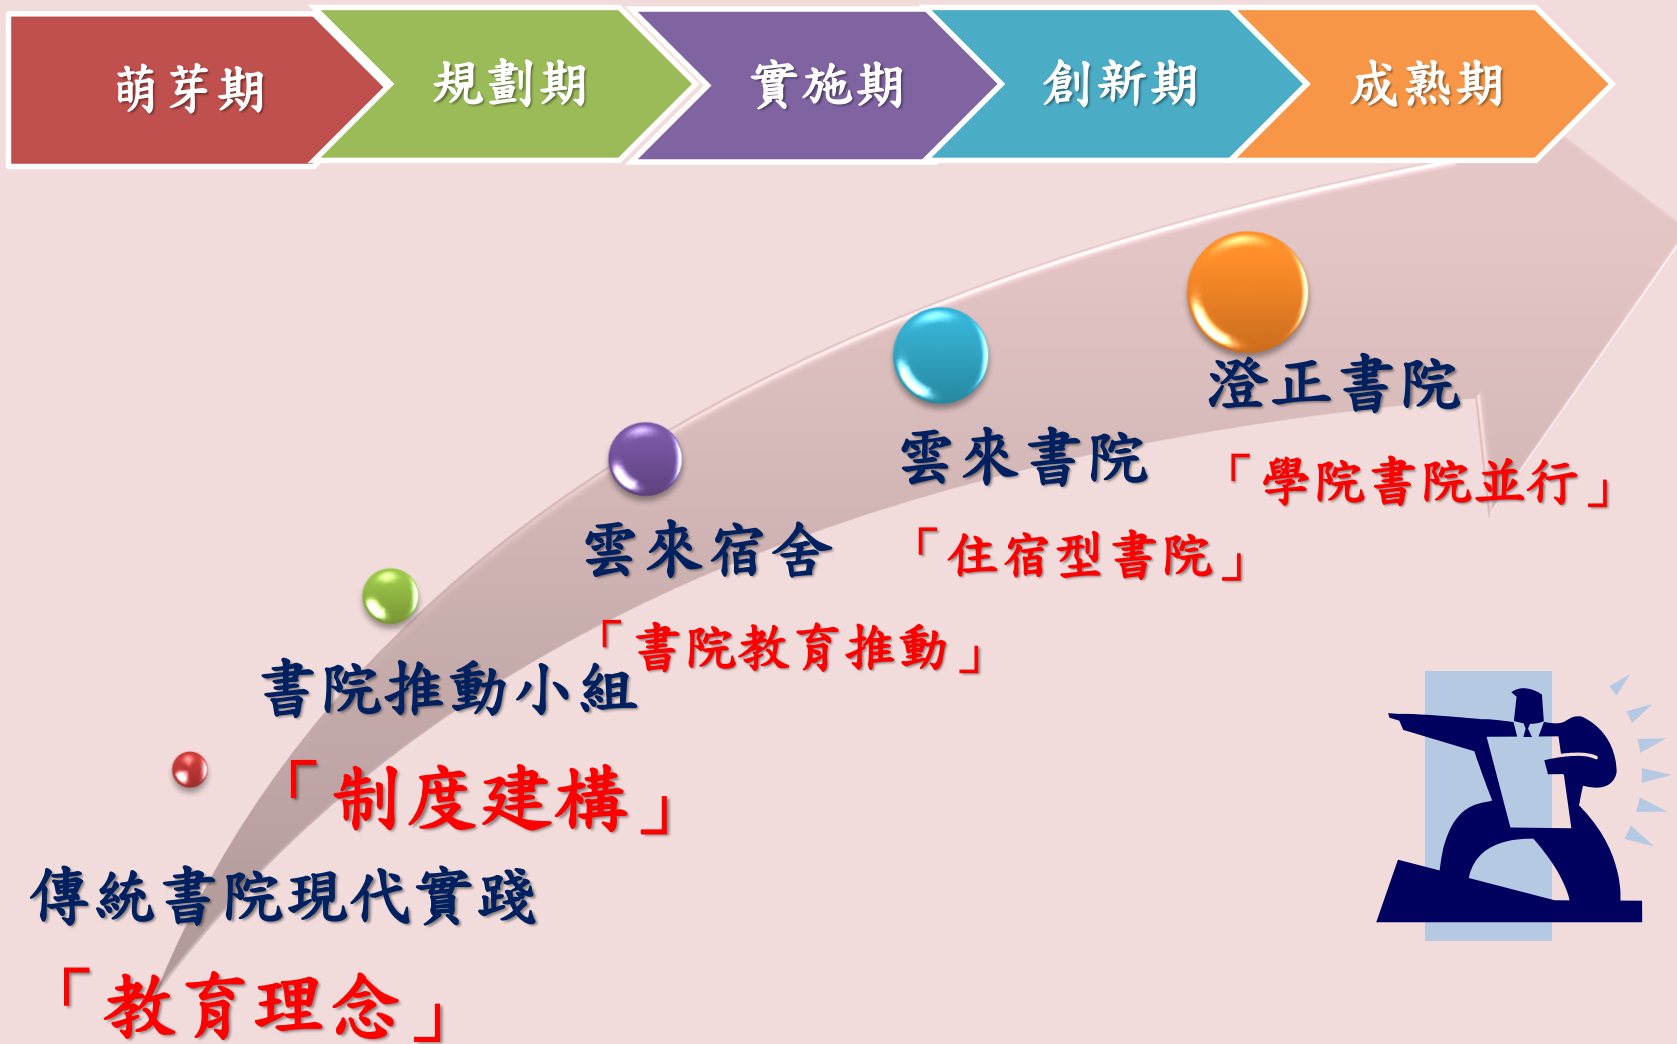 萌芽期
規劃期
實施期
創新期
成熟期
澄正書院
「學院書院並行」
雲來書院
「住宿型書院」
雲來宿舍
「書院教育推動」
書院推動小組
「制度建構」
傳統書院現代實踐
「教育理念」